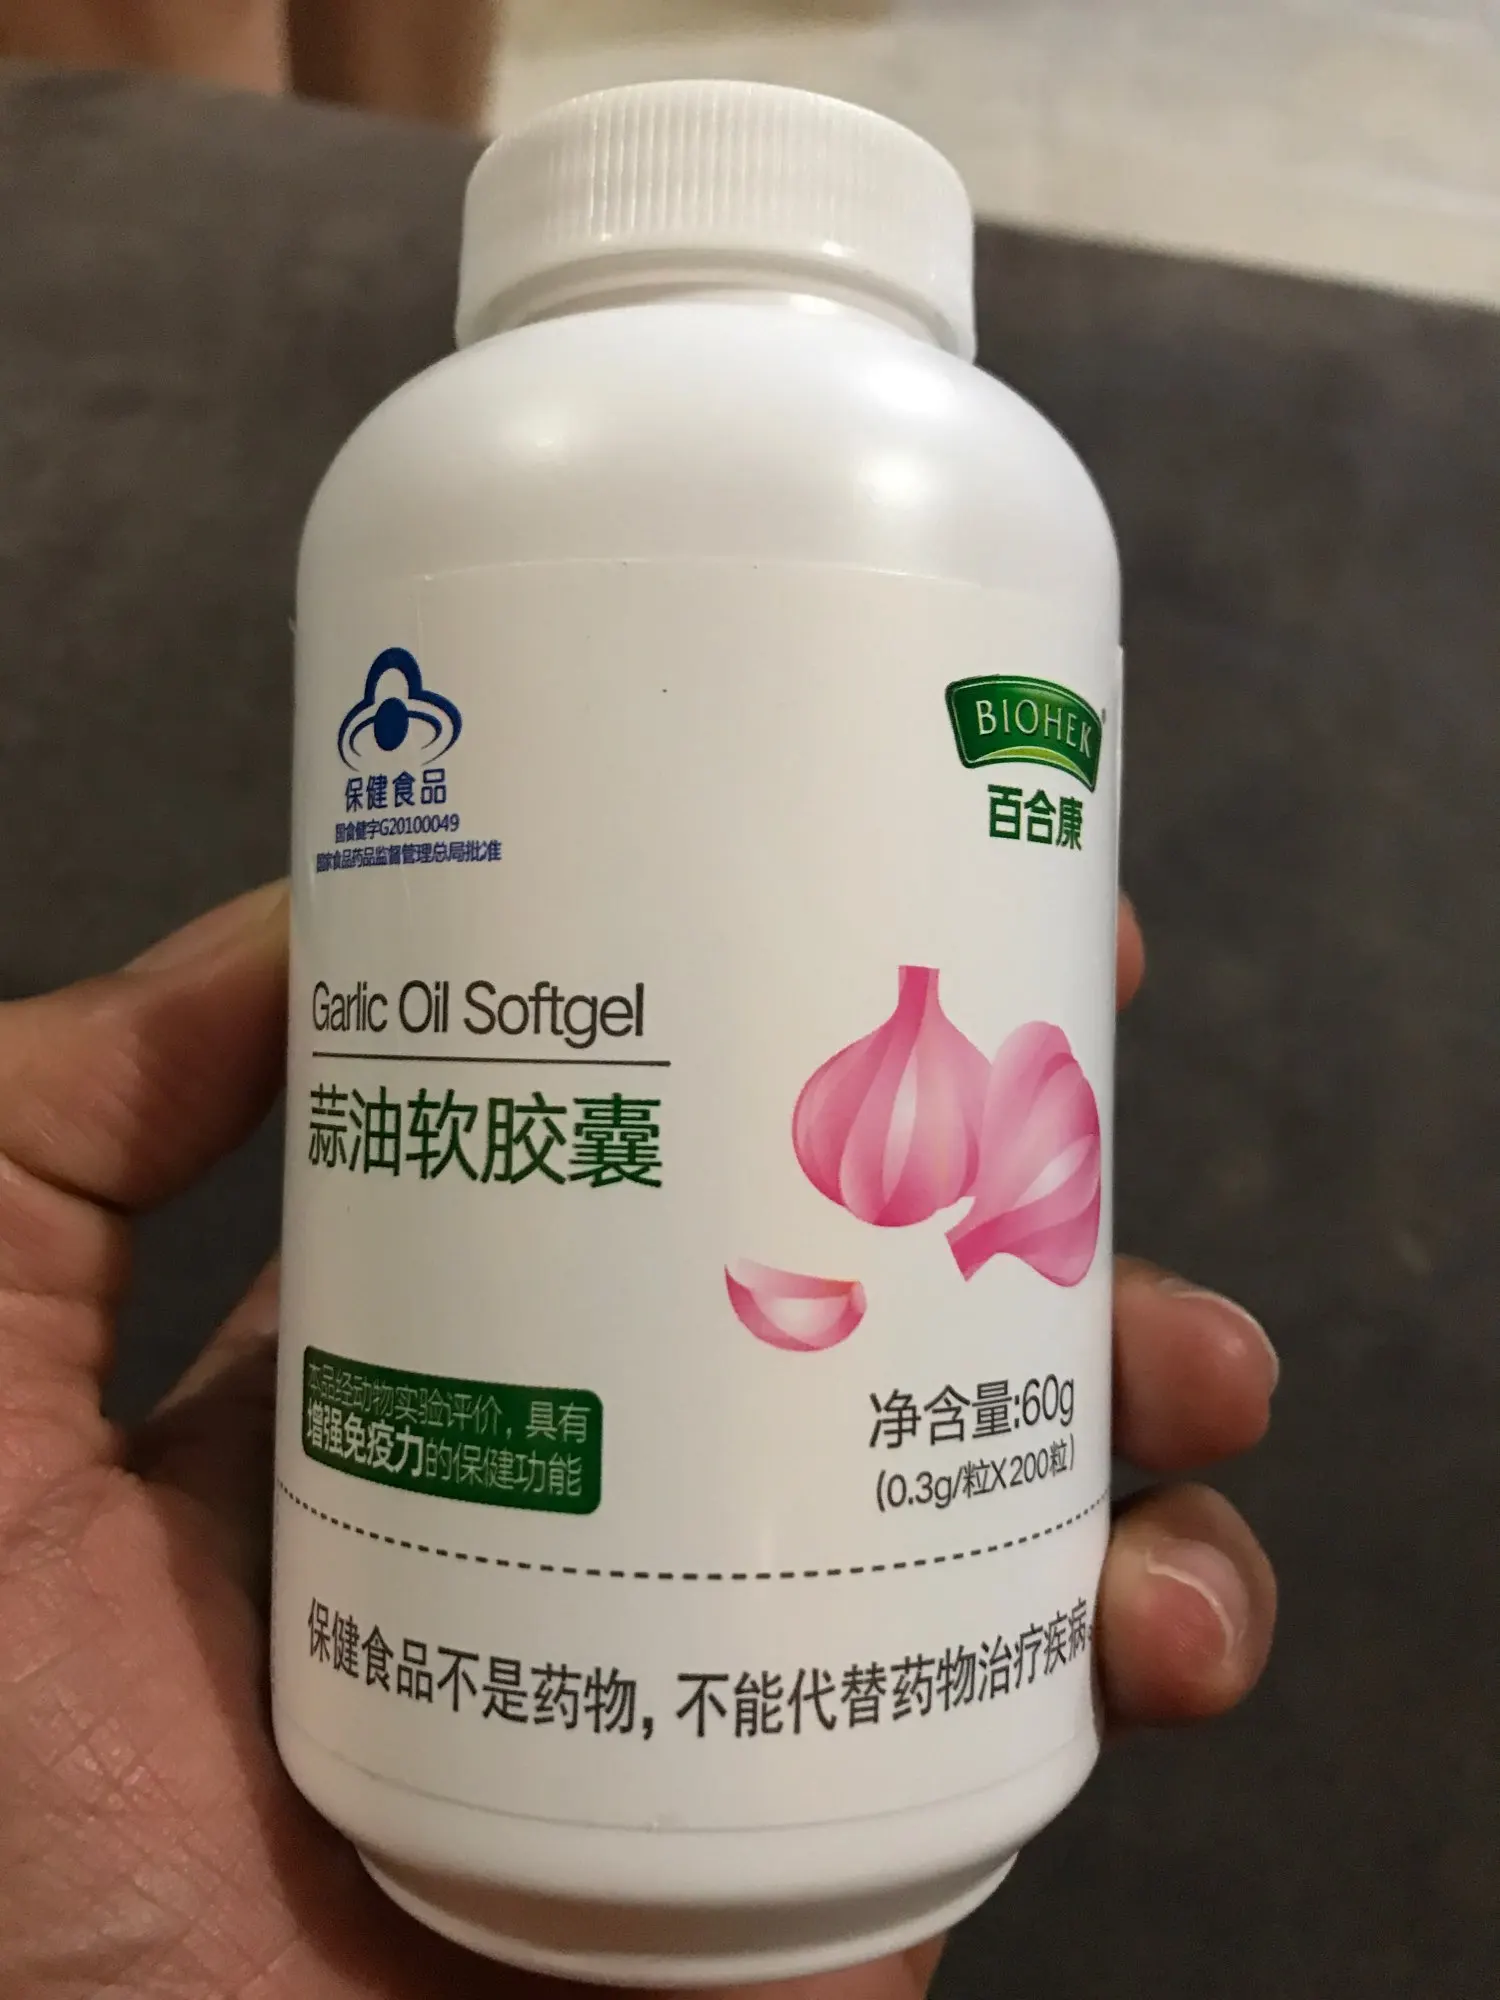 保健食品
国食健字G20100049
国家食品药品监督管理总局批准
BIOHEK®
百合康
Garlic Oil Softgel
蒜油软胶囊
本品经动物实验评价，具有
增强免疫力的保健功能
净含量:60g
(0.3g/粒X200粒)
保健食品不是药物，不能代替药物治疗疾病。